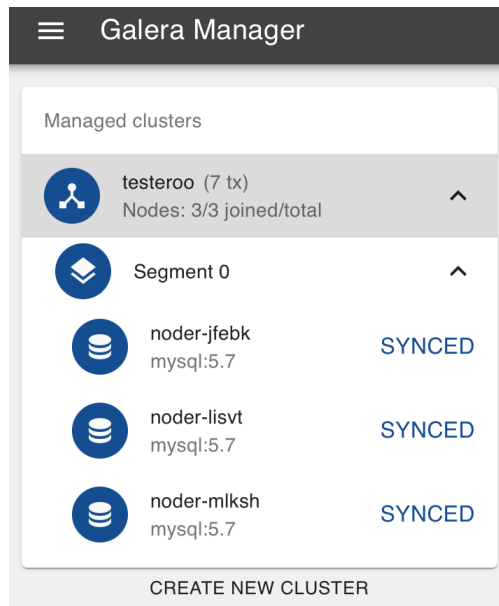 Galera Manager
Managed clusters
testeroo (7 tx)
Nodes: 3/3 joined/total
Segment 0
noder-jfebk
mysql:5.7
SYNCED
noder-lisvt
mysql:5.7
SYNCED
noder-mlksh
mysql:5.7
SYNCED
CREATE NEW CLUSTER